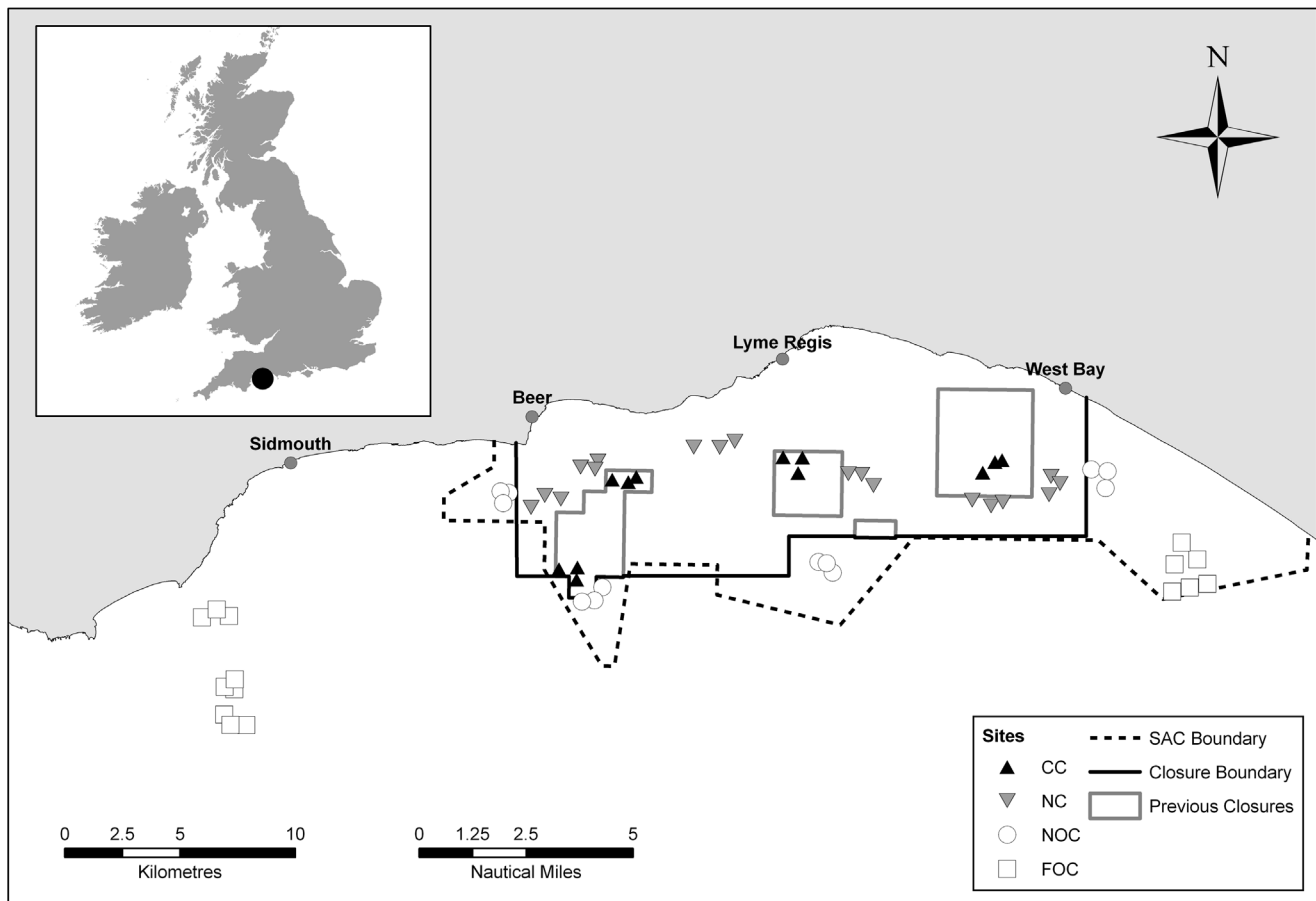 N
Lyme Regis
West Bay
Beer
Sidmouth
0 2.5 5 10
Kilometres
0 1.25 2.5 5
Nautical Miles
Sites
CC
NC
NOC
FOC
SAC Boundary
Closure Boundary
Previous Closures